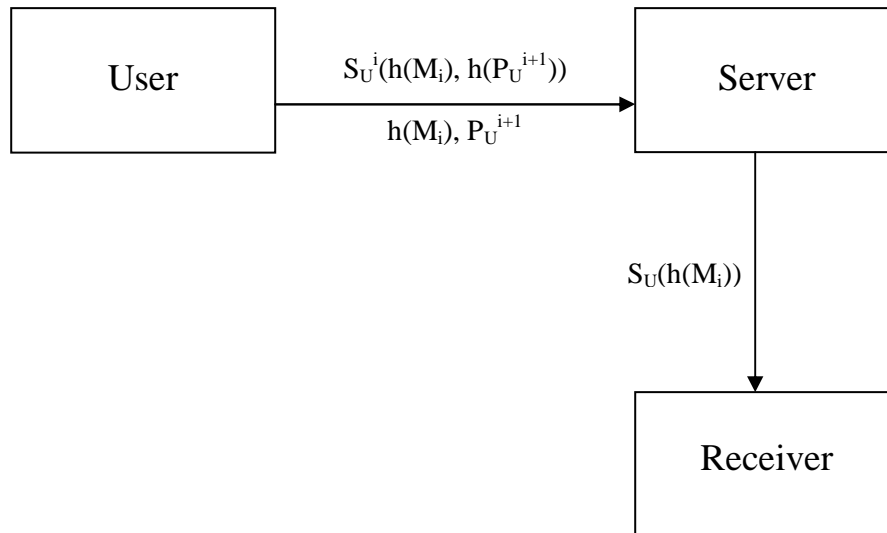 User
S_U^i(h(M_i), h(P_U^{i+1}))
Server
h(M_i), P_U^{i+1}
S_U(h(M_i))
Receiver